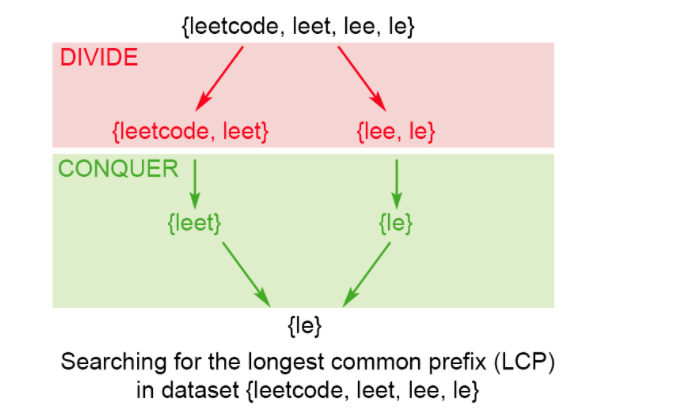 {leetcode, leet, lee, le}
DIVIDE
{leetcode, leet} {lee, le}
CONQUER
{leet} {le}
{le}
Searching for the longest common prefix (LCP)
in dataset {leetcode, leet, lee, le}